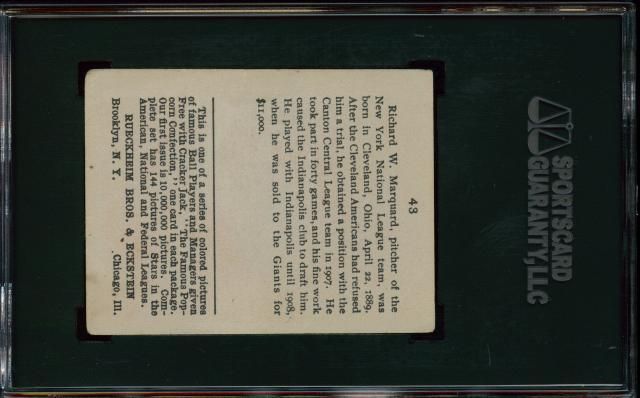 43
Richard W. Marquard, pitcher of the
New York National League team, was
born in Cleveland, Ohio, April 22, 1889.
After the Cleveland Americans had refused
him a trial, he obtained a position with the
Canton Central League team in 1907. He
took part in forty games, and his fine work
caused the Indianapolis club to draft him.
He played with Indianapolis until 1908,
when he was sold to the Giants for
$11,000.
This is one of a series of colored pictures
of famous Ball Players and Managers given
Free with Cracker Jack, "The Famous Pop-
corn Confection," one card in each package.
Our first issue is 10,000,000 pictures. Com-
plete set has 144 pictures of Stars in the
American, National and Federal Leagues.
RUECKHEIM BROS. & ECKSTEIN
Brooklyn, N. Y. Chicago, Ill.
SPORTSCARD
GUARANTY, LLC